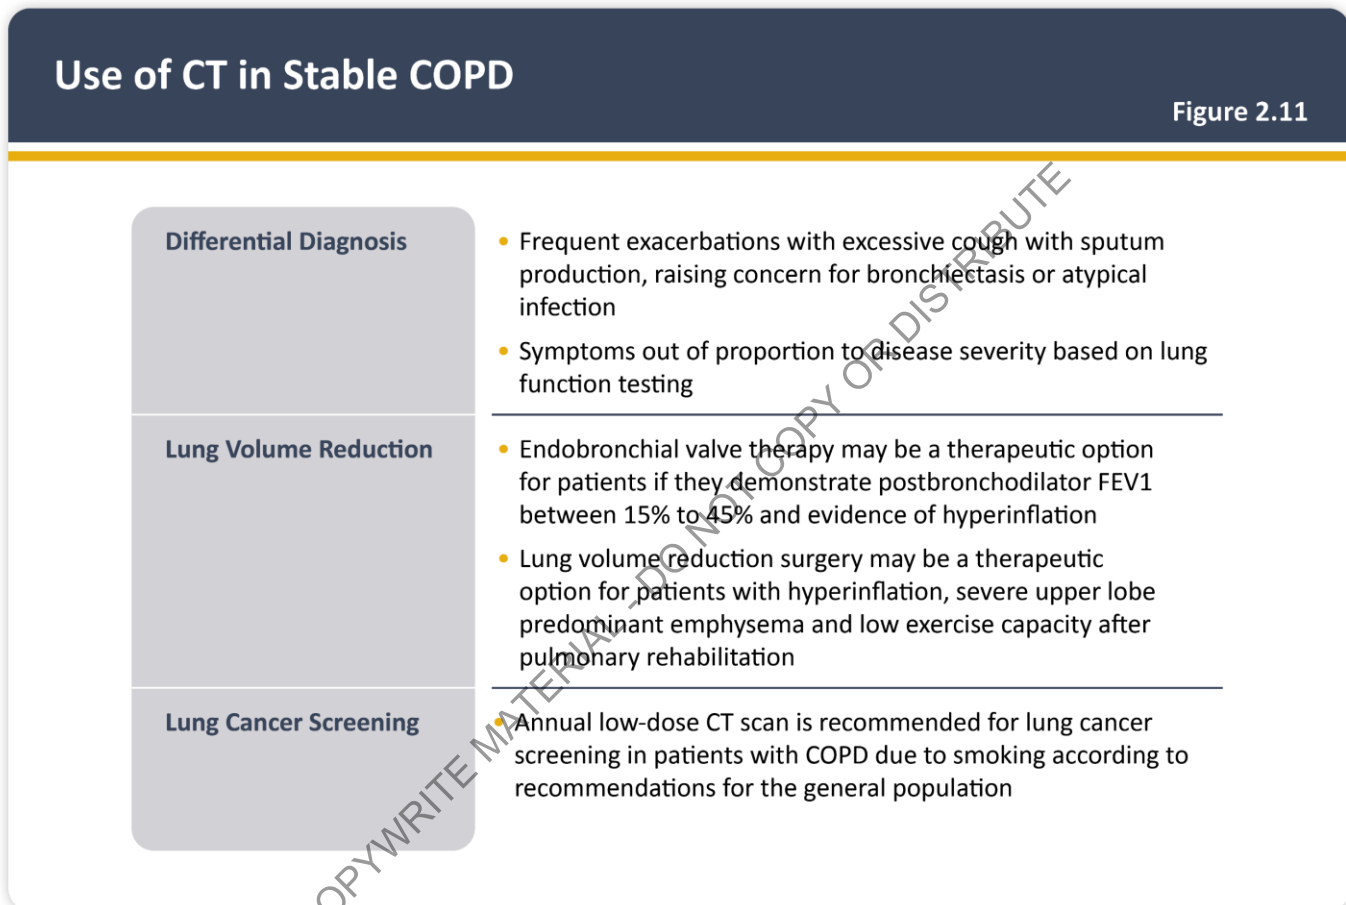 Use of CT in Stable COPD
Figure 2.11
Differential Diagnosis
• Frequent exacerbations with excessive cough with sputum
production, raising concern for bronchiectasis or atypical
infection
• Symptoms out of proportion to disease severity based on lung
function testing
Lung Volume Reduction
• Endobronchial valve therapy may be a therapeutic option
for patients if they demonstrate postbronchodilator FEV1
between 15% to 45% and evidence of hyperinflation
• Lung volume reduction surgery may be a therapeutic
option for patients with hyperinflation, severe upper lobe
predominant emphysema and low exercise capacity after
pulmonary rehabilitation
Lung Cancer Screening
• Annual low-dose CT scan is recommended for lung cancer
screening in patients with COPD due to smoking according to
recommendations for the general population
OPYWRITE MATERIAL - DO NOT COPY OR DISTRIBUTE